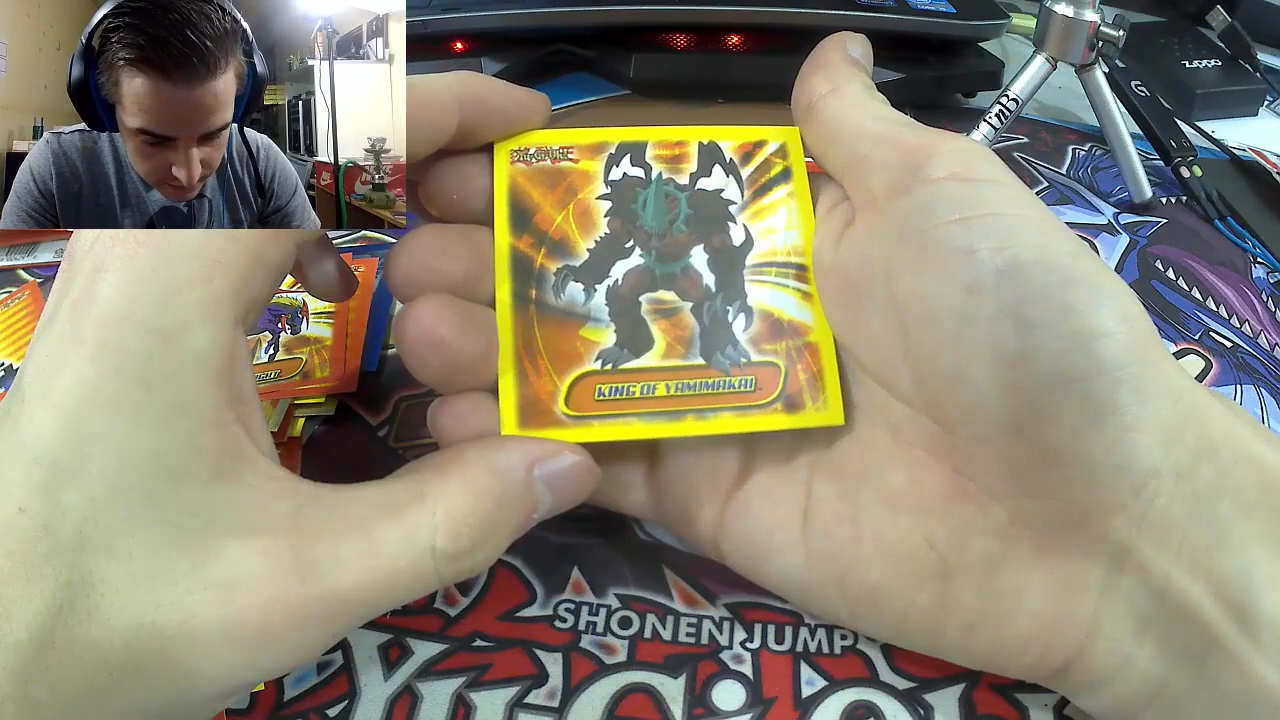 ZIPPO
YU-GI-OH!
KING OF YAMIMAKAI
SHONEN JUMP
Yu-Gi-Oh